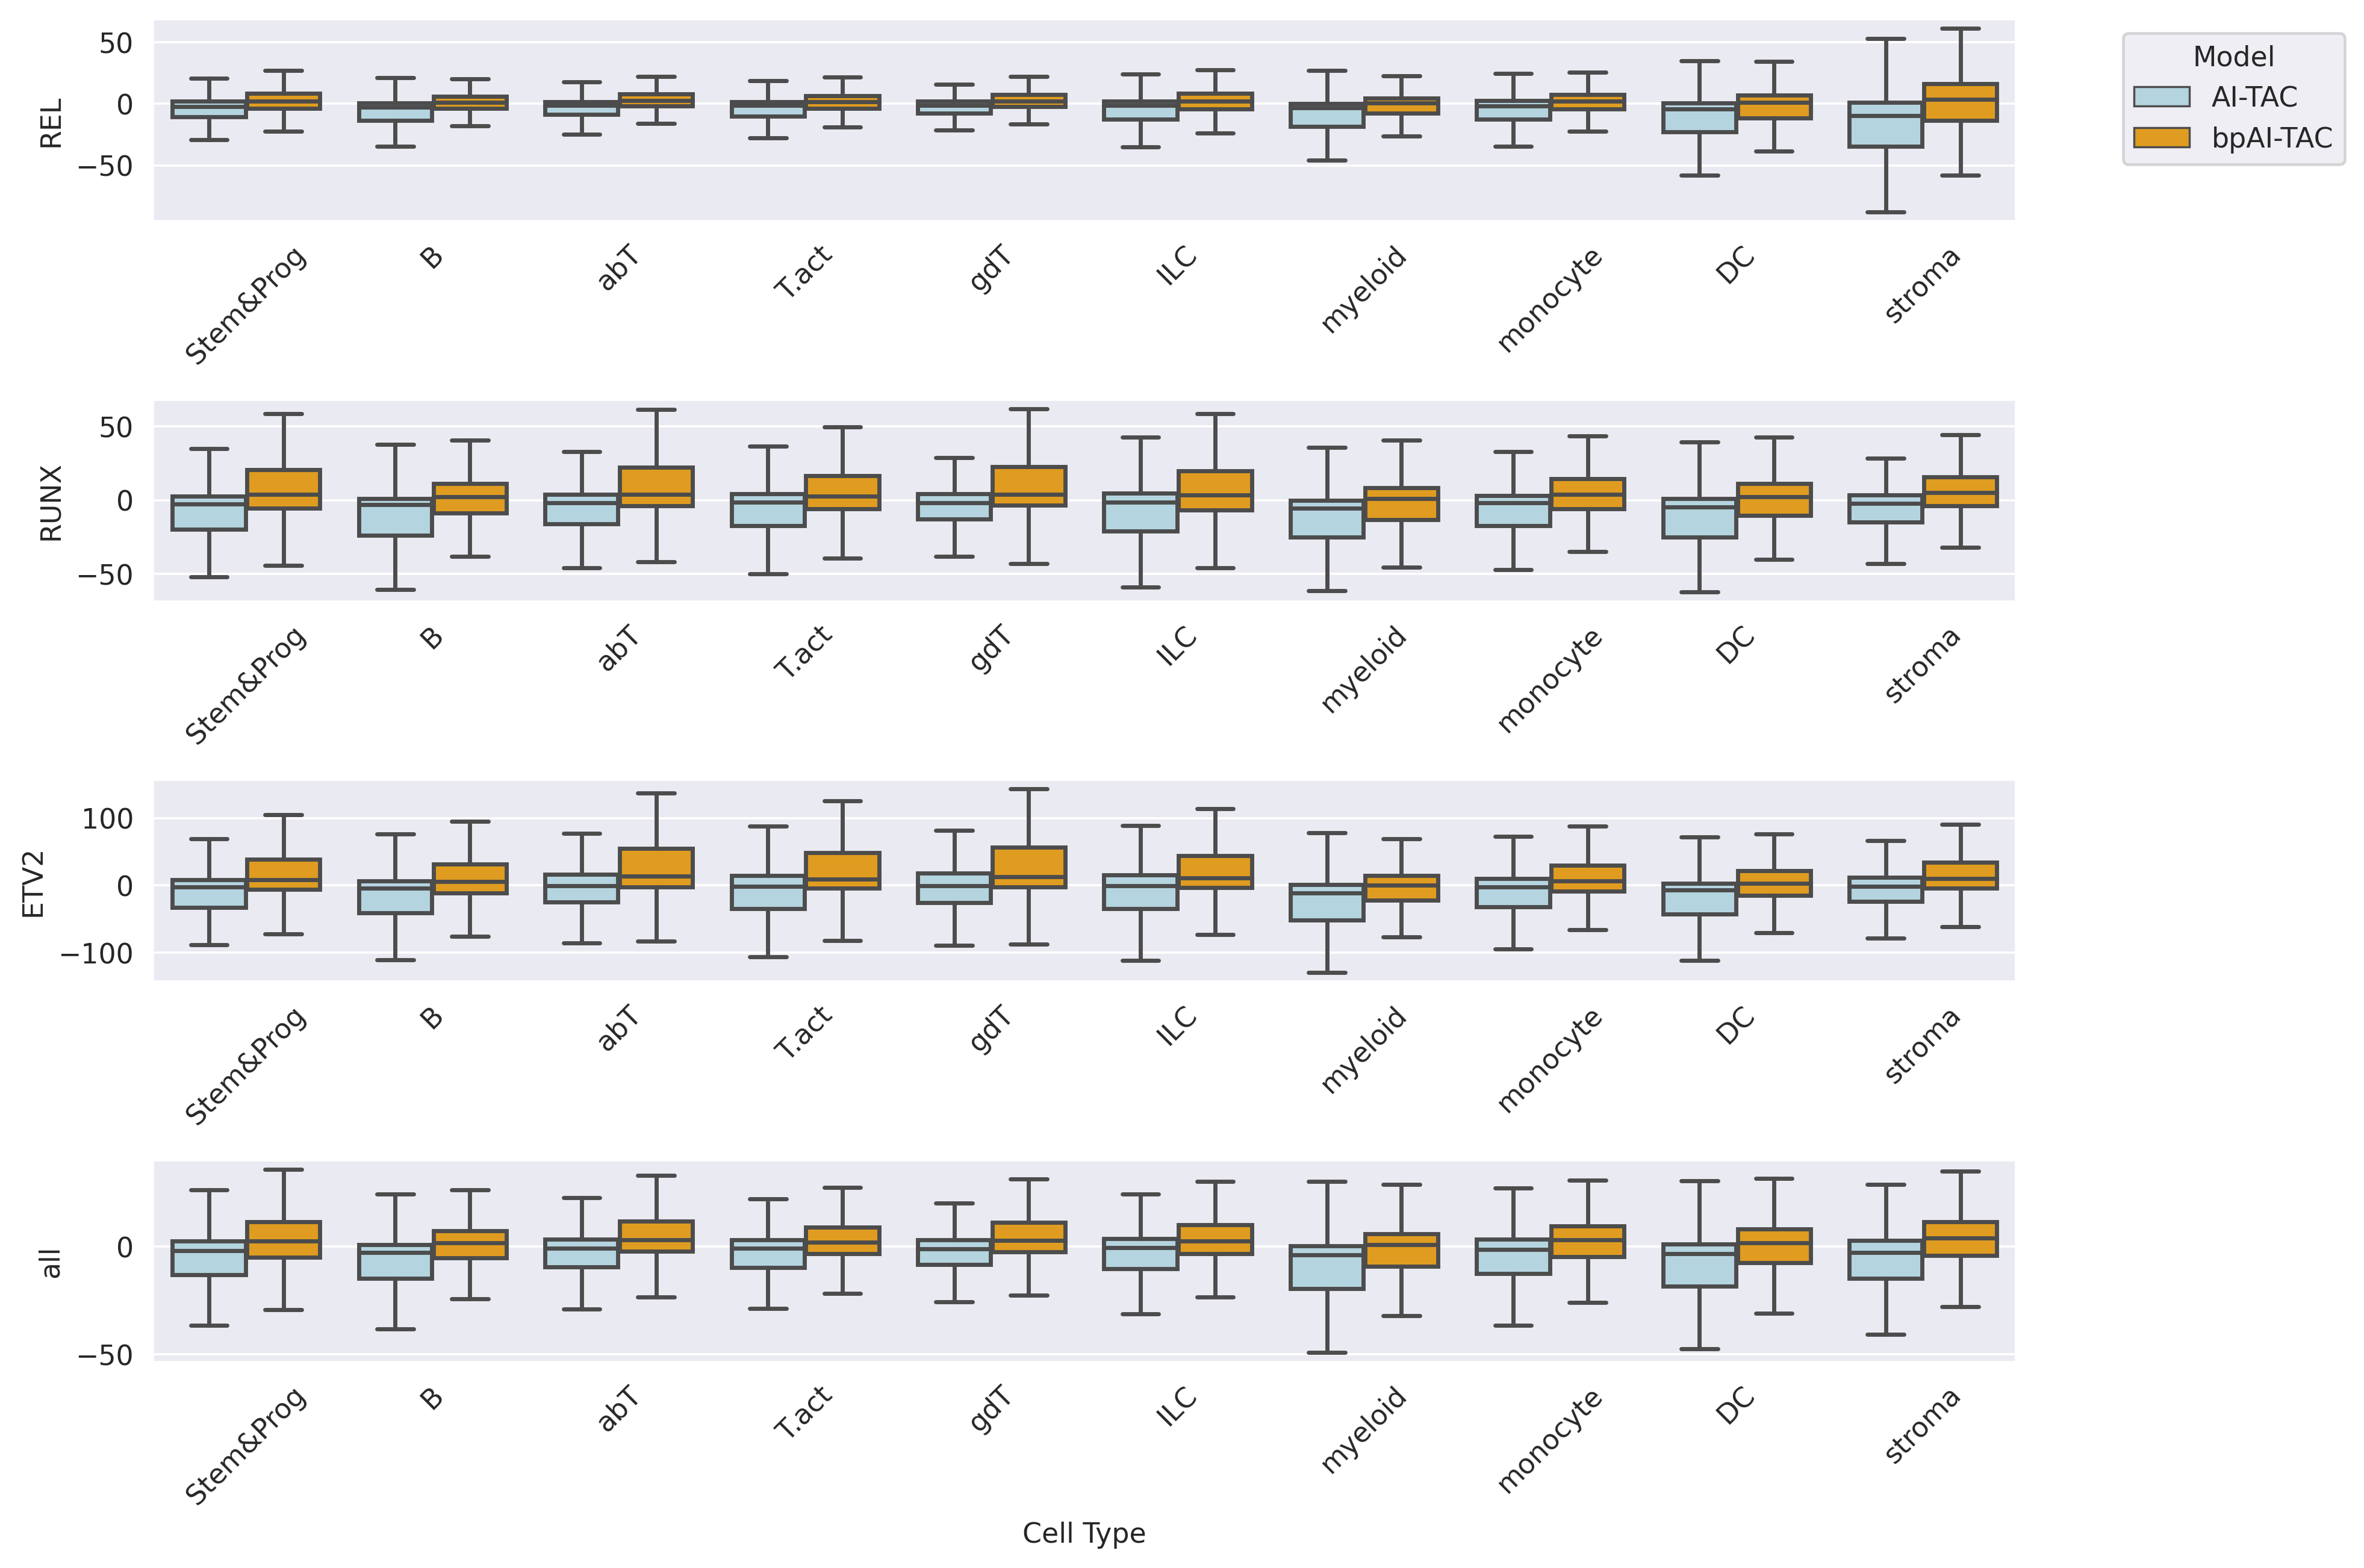 Model
AI-TAC
bpAI-TAC
REL
50
0
−50
Stem&Prog
B
abT
T.act
gdT
ILC
myeloid
monocyte
DC
stroma
RUNX
50
0
−50
Stem&Prog
B
abT
T.act
gdT
ILC
myeloid
monocyte
DC
stroma
ETV2
100
0
−100
Stem&Prog
B
abT
T.act
gdT
ILC
myeloid
monocyte
DC
stroma
all
0
−50
Stem&Prog
B
abT
T.act
gdT
ILC
myeloid
monocyte
DC
stroma
Cell Type